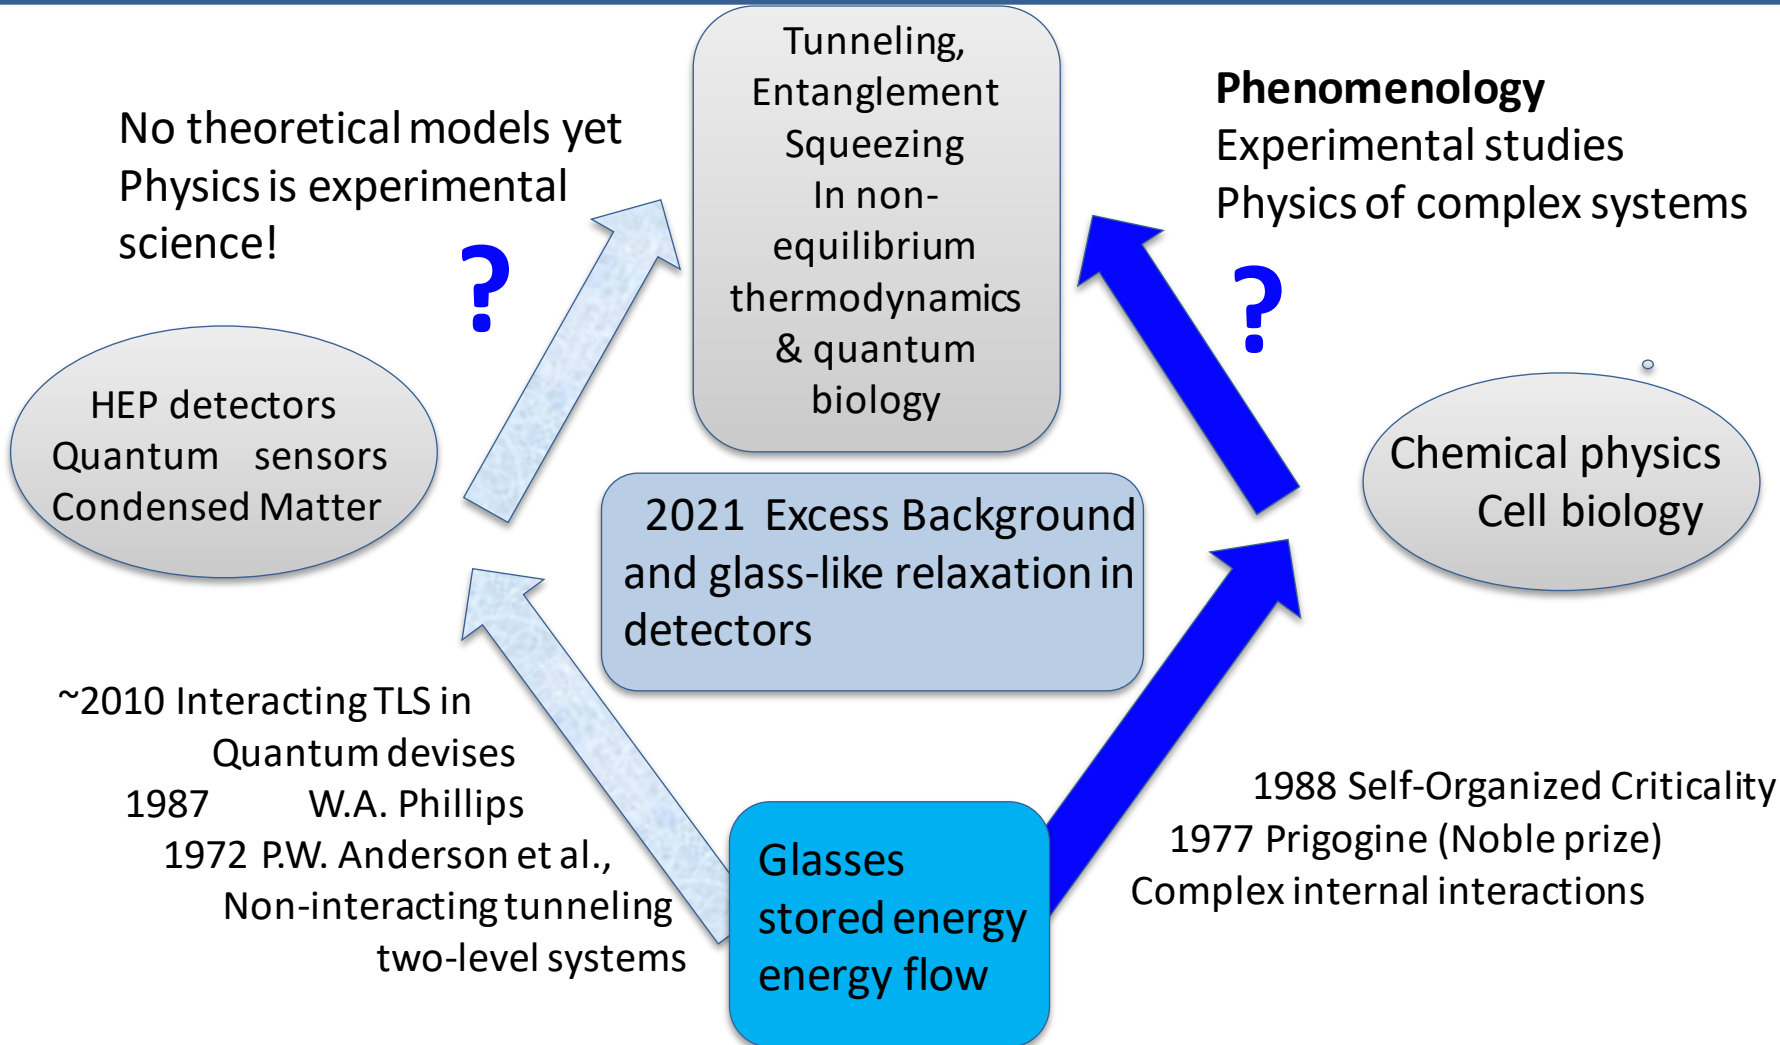 Tunneling,
Entanglement
Squeezing
In non-
equilibrium
thermodynamics
& quantum
biology
No theoretical models yet
Physics is experimental
science!
?
Phenomenology
Experimental studies
Physics of complex systems
?
HEP detectors
Quantum sensors
Condensed Matter
2021 Excess Background
and glass-like relaxation in
detectors
Chemical physics
Cell biology
~2010 Interacting TLS in
Quantum devises
1987 W.A. Phillips
1972 P.W. Anderson et al.,
Non-interacting tunneling
two-level systems
Glasses
stored energy
energy flow
1988 Self-Organized Criticality
1977 Prigogine (Noble prize)
Complex internal interactions